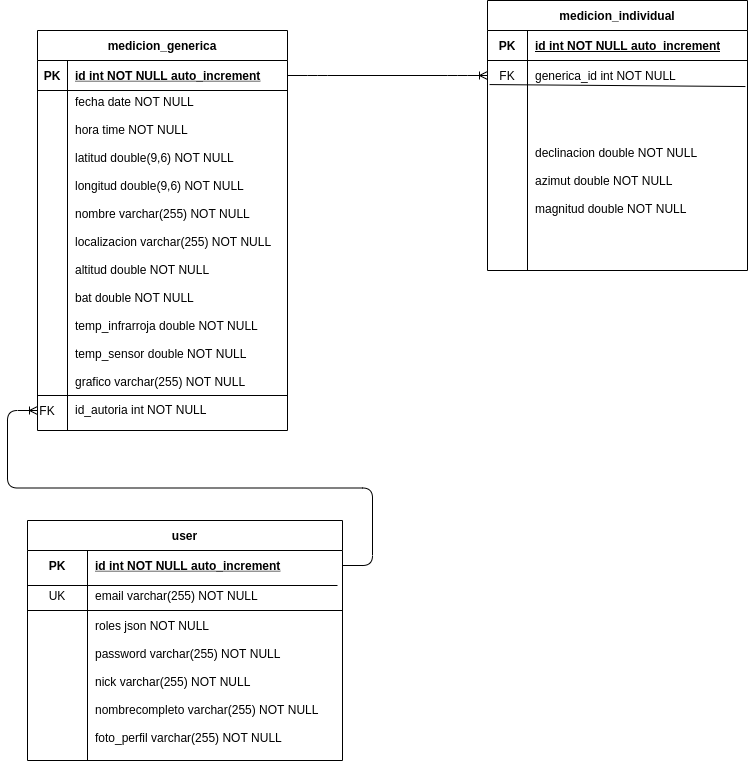 medicion_generica
PK id int NOT NULL auto_increment
fecha date NOT NULL
hora time NOT NULL
latitud double(9,6) NOT NULL
longitud double(9,6) NOT NULL
nombre varchar(255) NOT NULL
localizacion varchar(255) NOT NULL
altitud double NOT NULL
bat double NOT NULL
temp_infrarroja double NOT NULL
temp_sensor double NOT NULL
grafico varchar(255) NOT NULL
FK id_autoria int NOT NULL
medicion_individual
PK id int NOT NULL auto_increment
FK generica_id int NOT NULL
declinacion double NOT NULL
azimut double NOT NULL
magnitud double NOT NULL
user
PK id int NOT NULL auto_increment
UK email varchar(255) NOT NULL
roles json NOT NULL
password varchar(255) NOT NULL
nick varchar(255) NOT NULL
nombrecompleto varchar(255) NOT NULL
foto_perfil varchar(255) NOT NULL